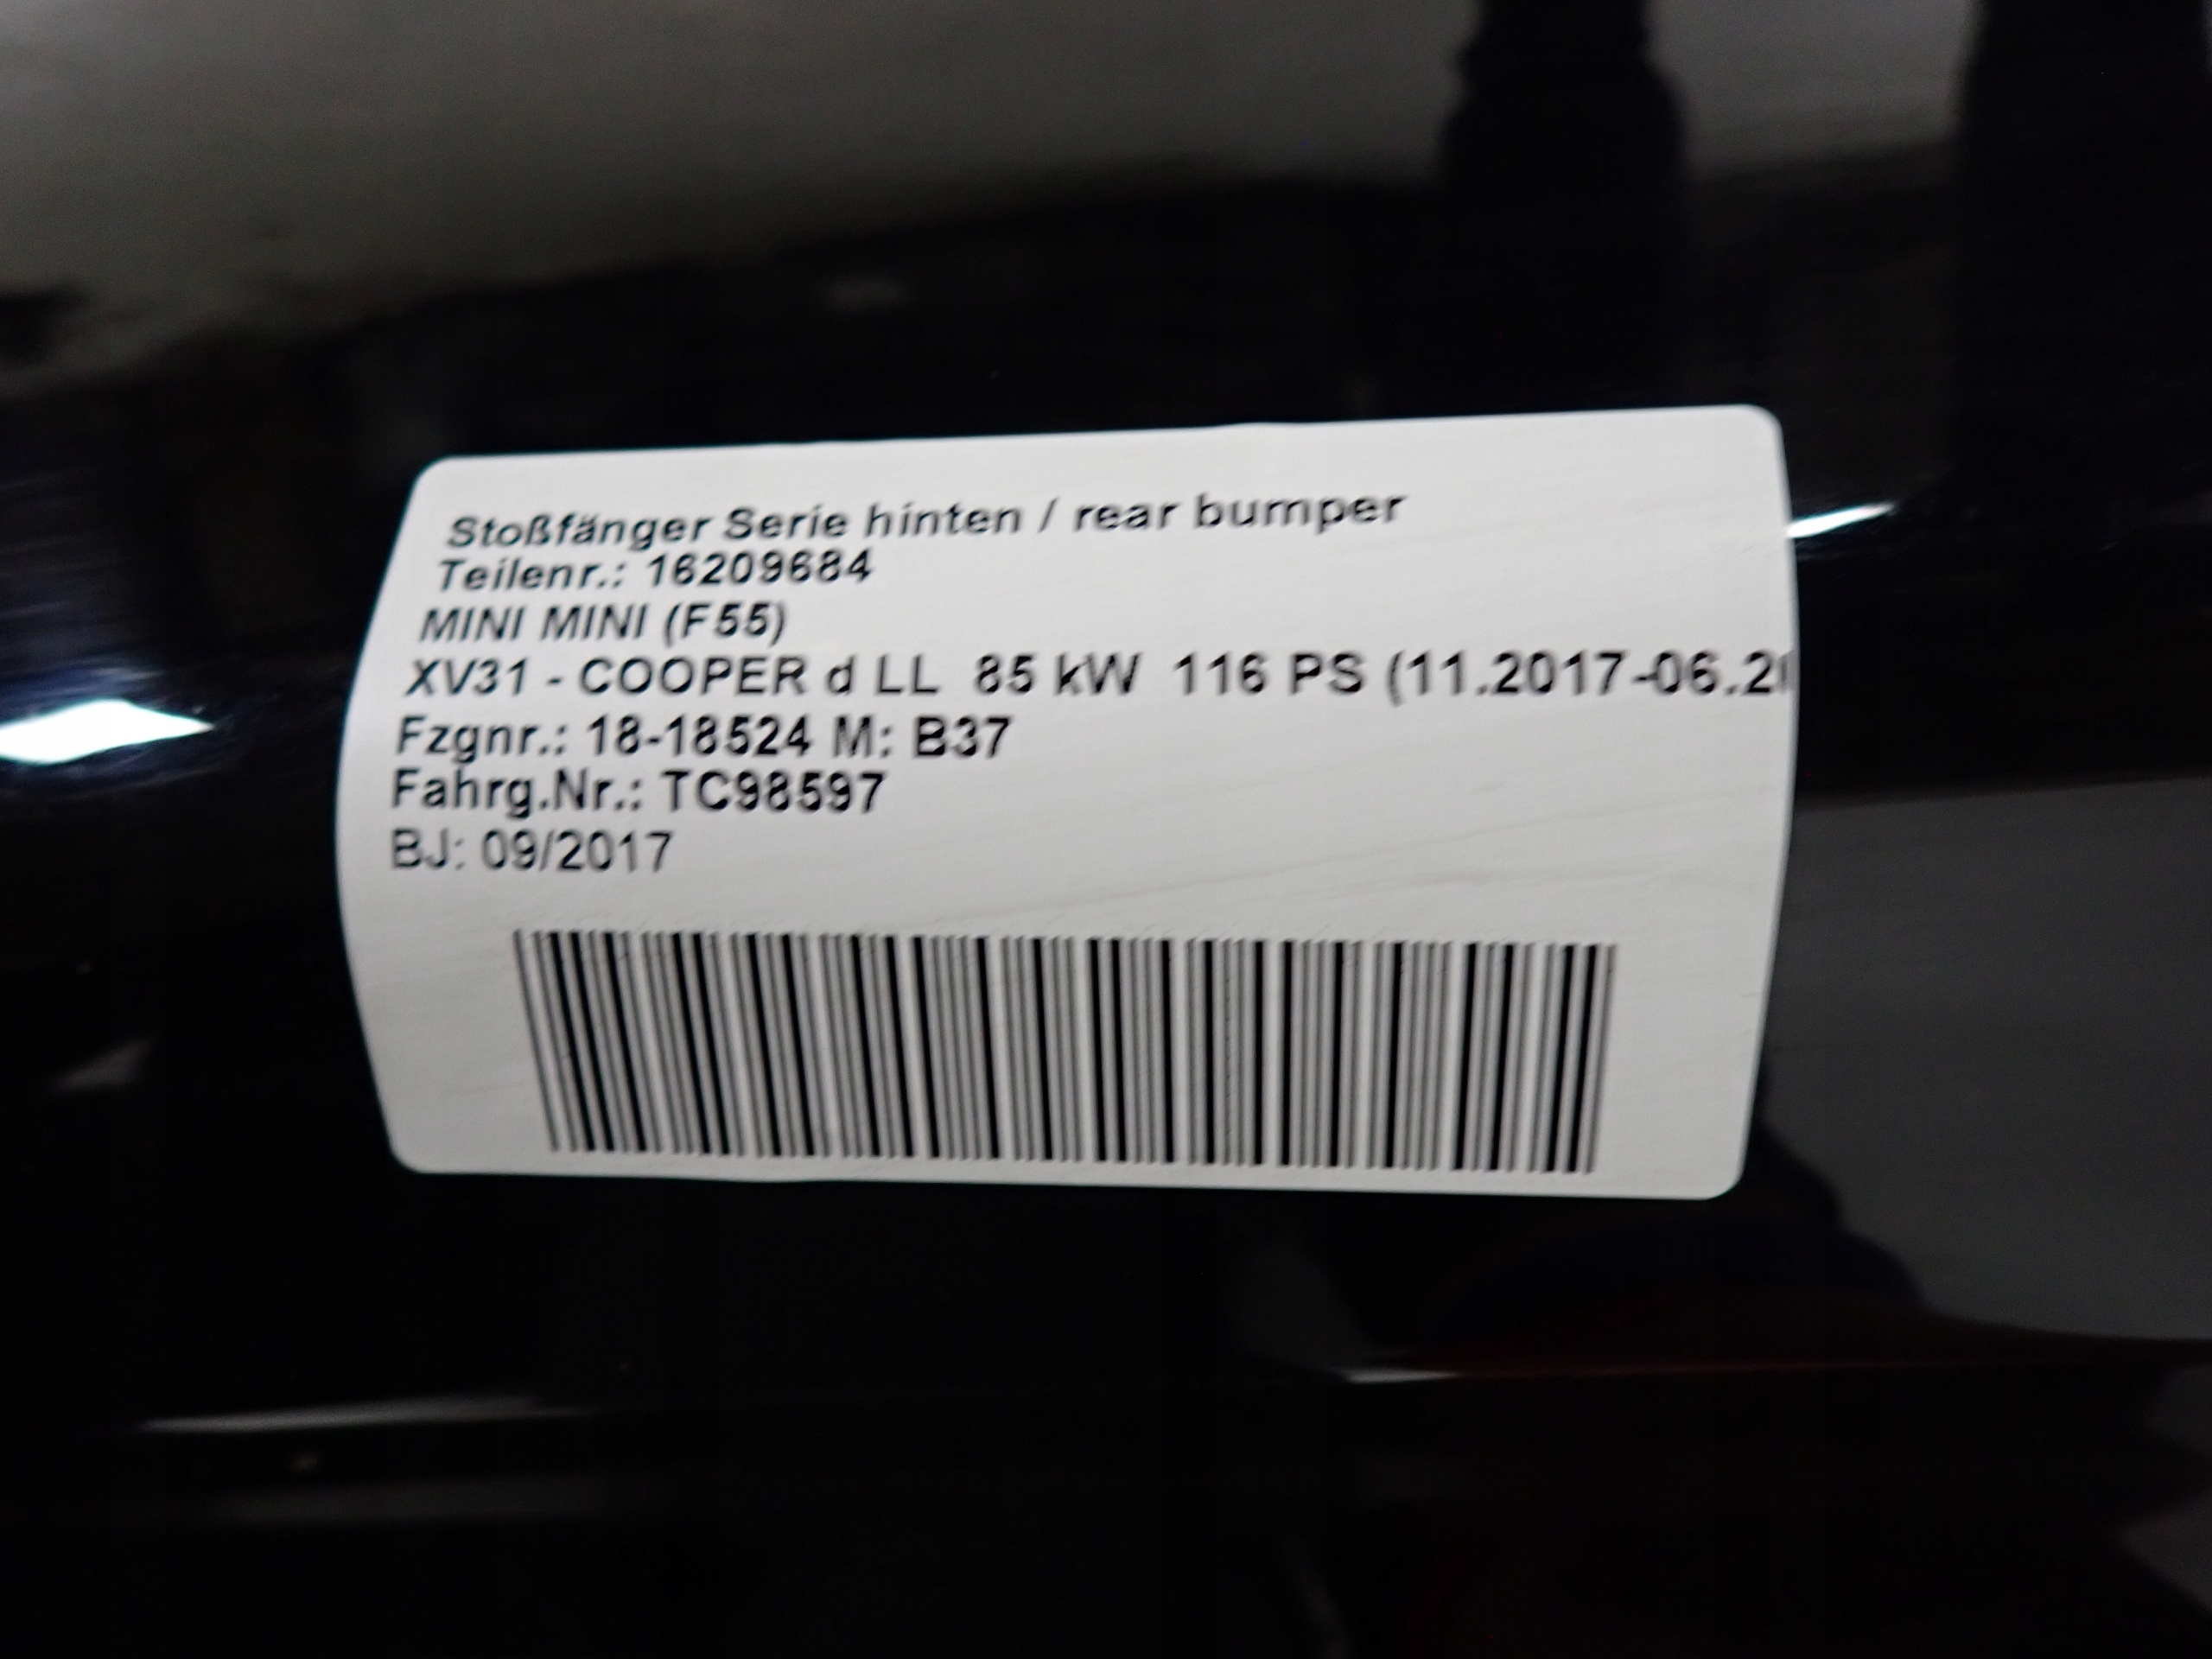 Stoßfänger Serie hinten / rear bumper
Teilenr.: 16209684
MINI MINI (F55)
XV31 - COOPER d LL 85 kW 116 PS (11.2017-06.2
Fzgnr.: 18-18524 M: B37
Fahrg.Nr.: TC98597
BJ: 09/2017